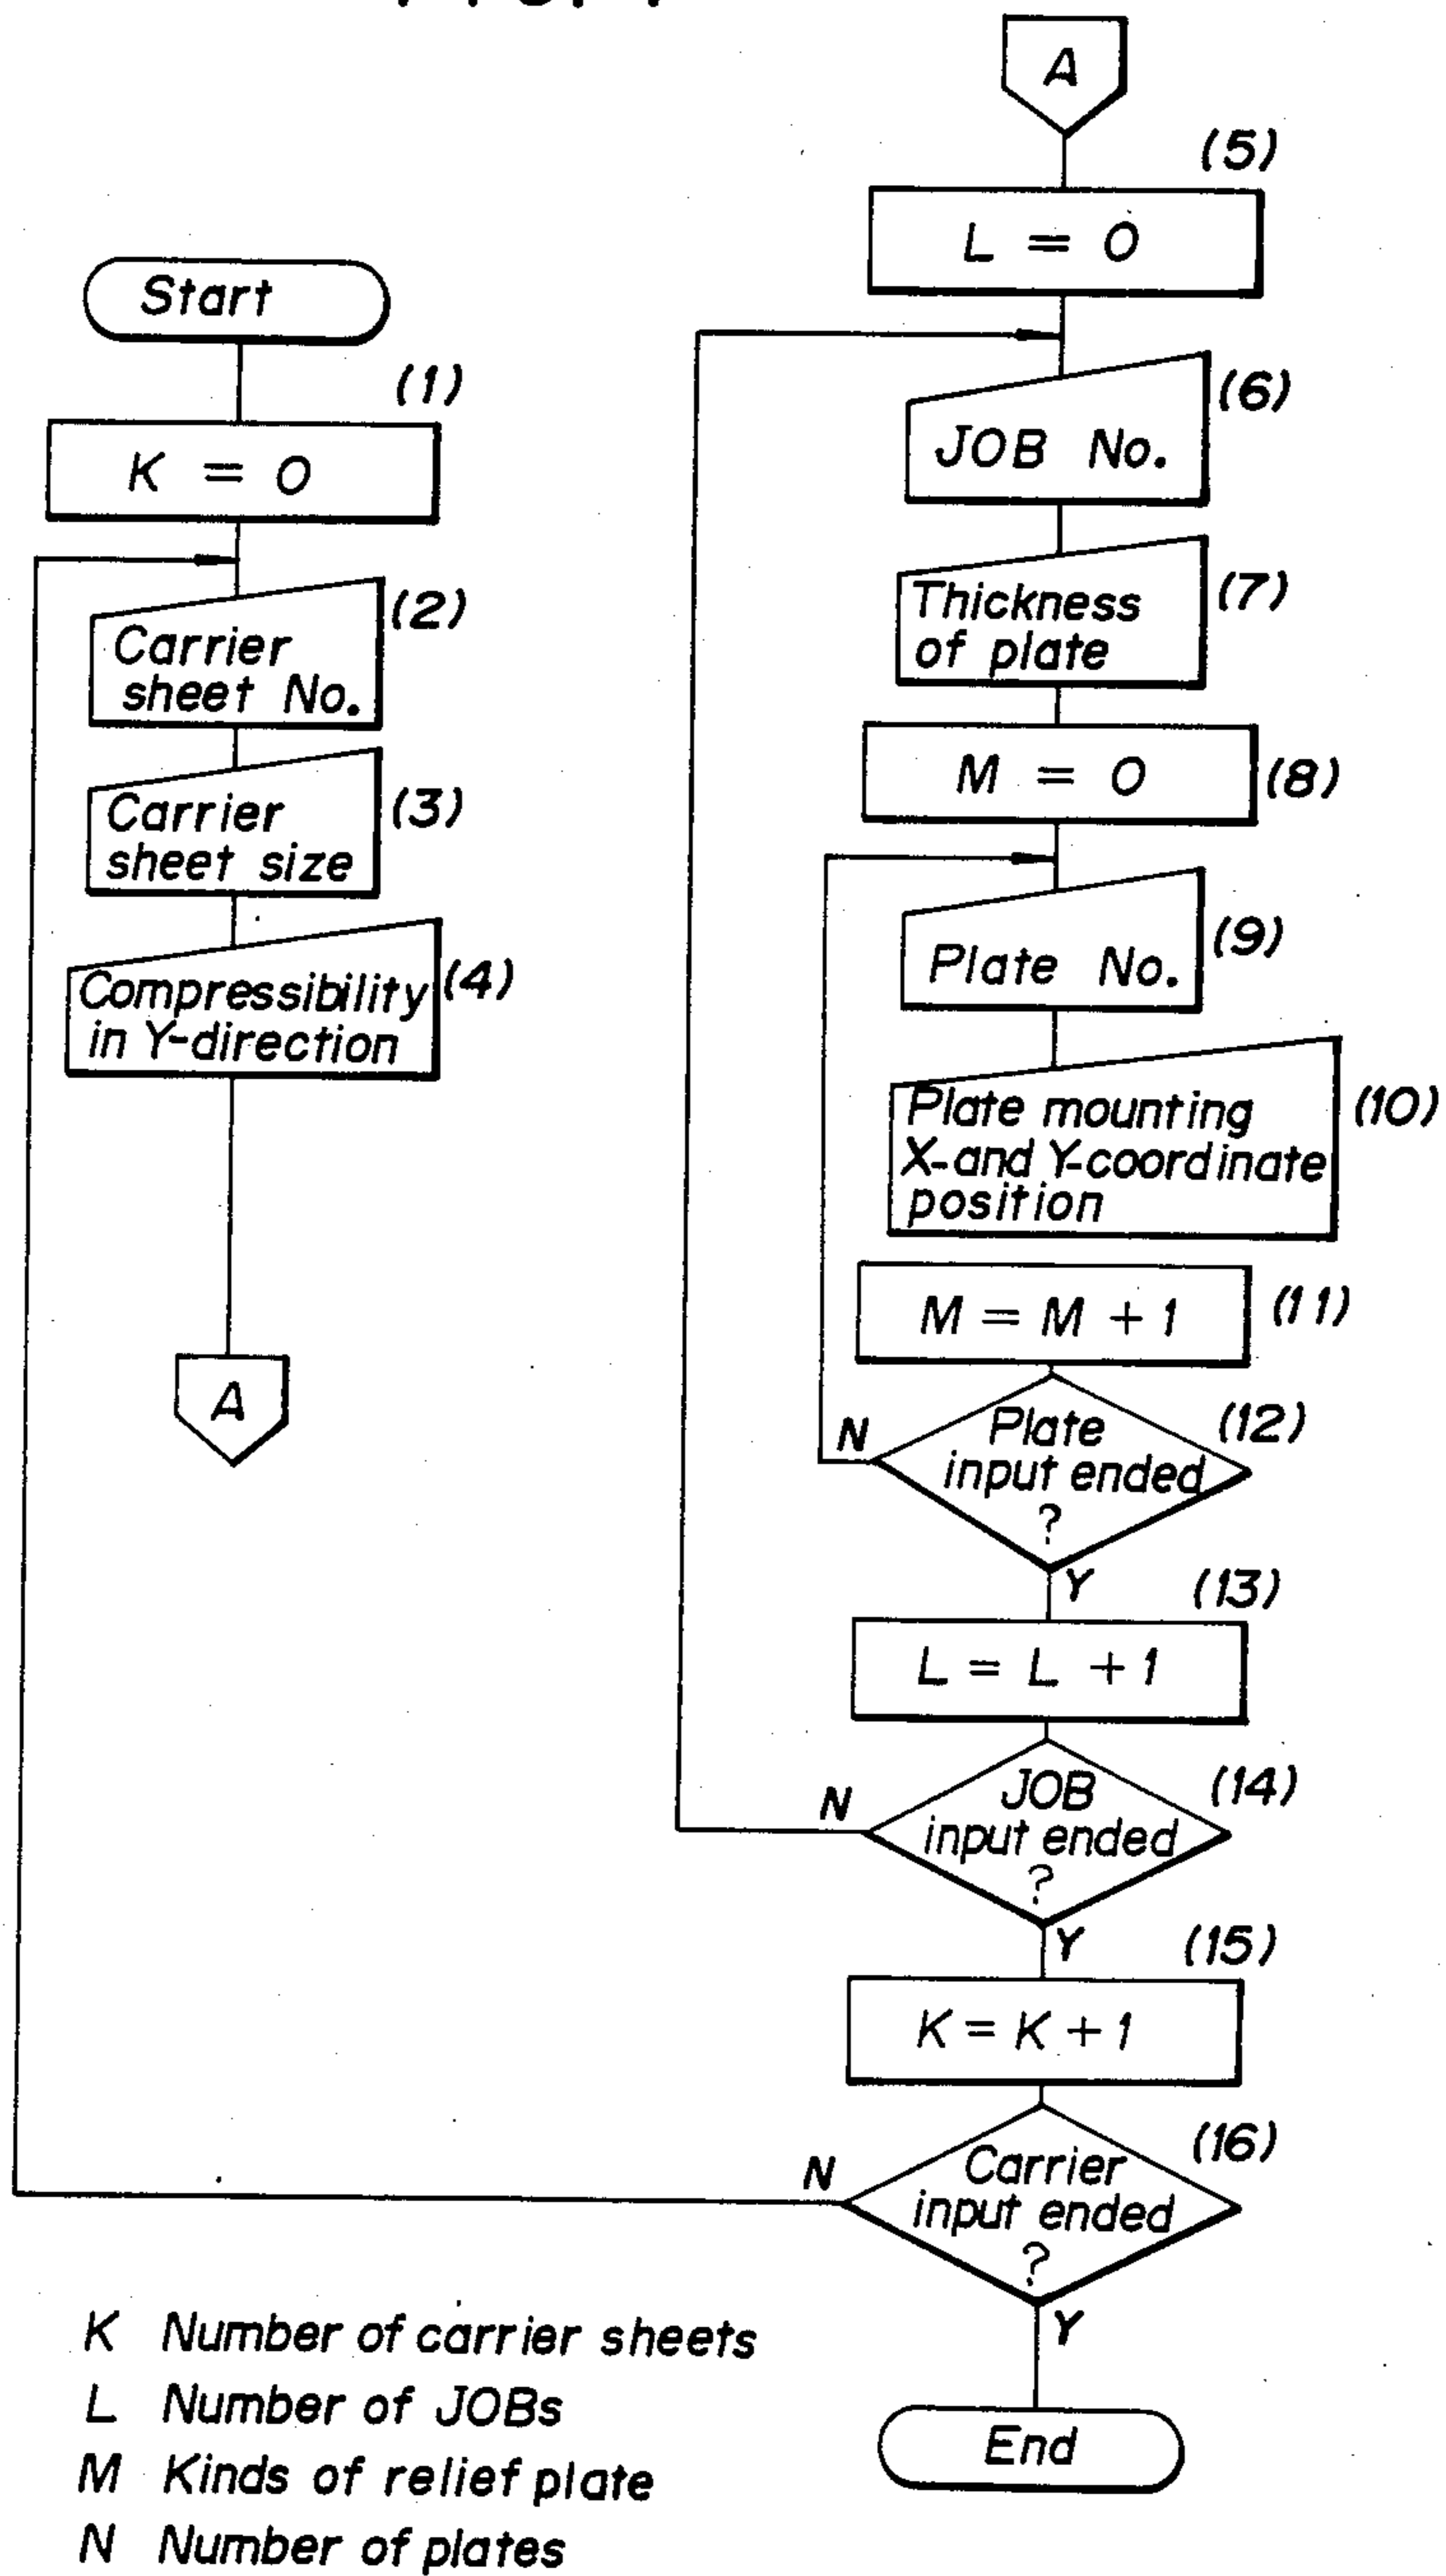 Start
(1)
K = 0
(2)
Carrier
sheet No.
(3)
Carrier
sheet size
(4)
Compressibility
in Y-direction
A
A
(5)
L = 0
(6)
JOB No.
(7)
Thickness
of plate
M = 0
(8)
(9)
Plate No.
(10)
Plate mounting
X-and Y-coordinate
position
M = M + 1
(11)
(12)
N
Plate
input ended
?
Y
(13)
L = L + 1
(14)
N
JOB
input ended
?
Y
(15)
K = K + 1
(16)
N
Carrier
input ended
?
Y
End
K Number of carrier sheets
L Number of JOBs
M Kinds of relief plate
N Number of plates